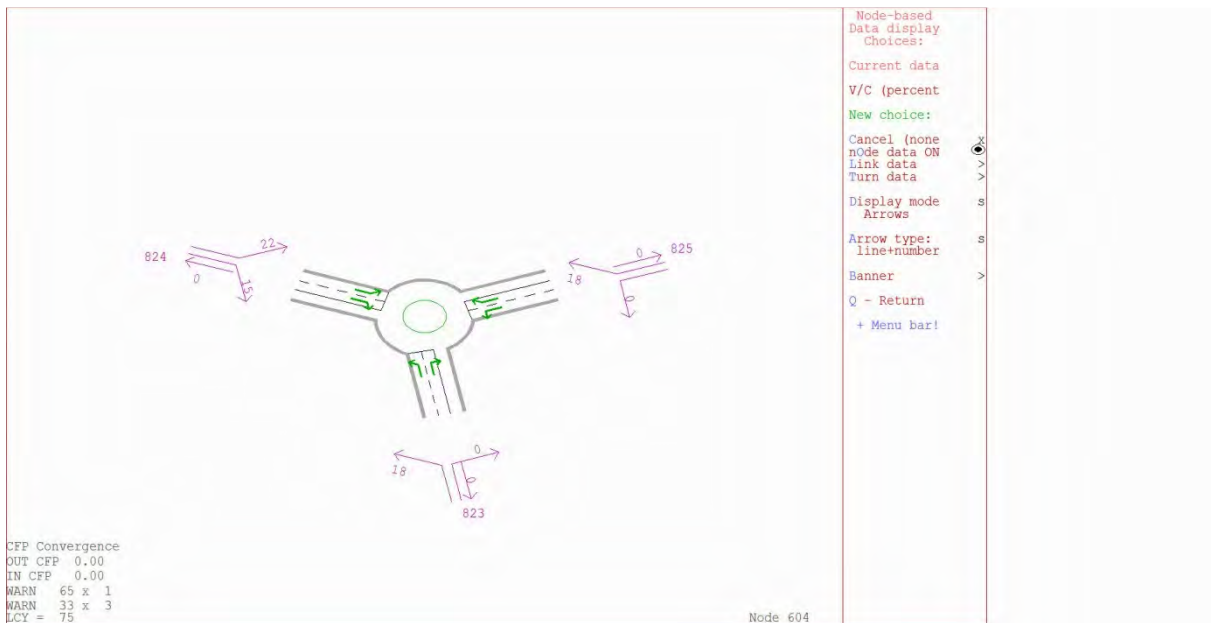 Node-based
Data display
Choices:
Current data
V/C (percent
New choice:
Cancel (none x
nOde data ON
Link data >
Turn data >
Display mode s
Arrows
Arrow type: s
line+number
Banner >
Q - Return
+ Menu bar!
824
22
0
15
18
0
825
0
18
0
0
823
CFP Convergence
OUT CFP 0.00
IN CFP 0.00
WARN 65 x 1
WARN 33 x 3
LCY = 75
Node 604